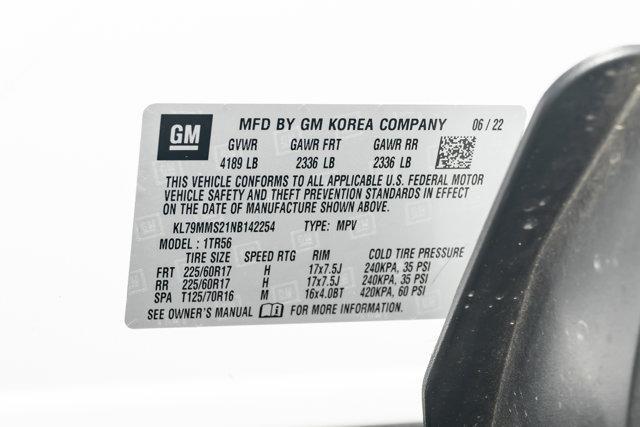 GM MFD BY GM KOREA COMPANY 06 / 22
GVWR GAWR FRT GAWR RR
4189 LB 2336 LB 2336 LB
THIS VEHICLE CONFORMS TO ALL APPLICABLE U.S. FEDERAL MOTOR
VEHICLE SAFETY AND THEFT PREVENTION STANDARDS IN EFFECT
ON THE DATE OF MANUFACTURE SHOWN ABOVE.
KL79MMS21NB142254 TYPE: MPV
MODEL : 1TR56
TIRE SIZE SPEED RTG RIM COLD TIRE PRESSURE
FRT 225/60R17 H 17x7.5J 240KPA, 35 PSI
RR 225/60R17 H 17x7.5J 240KPA, 35 PSI
SPA T125/70R16 M 16x4.0BT 420KPA, 60 PSI
SEE OWNER'S MANUAL FOR MORE INFORMATION.